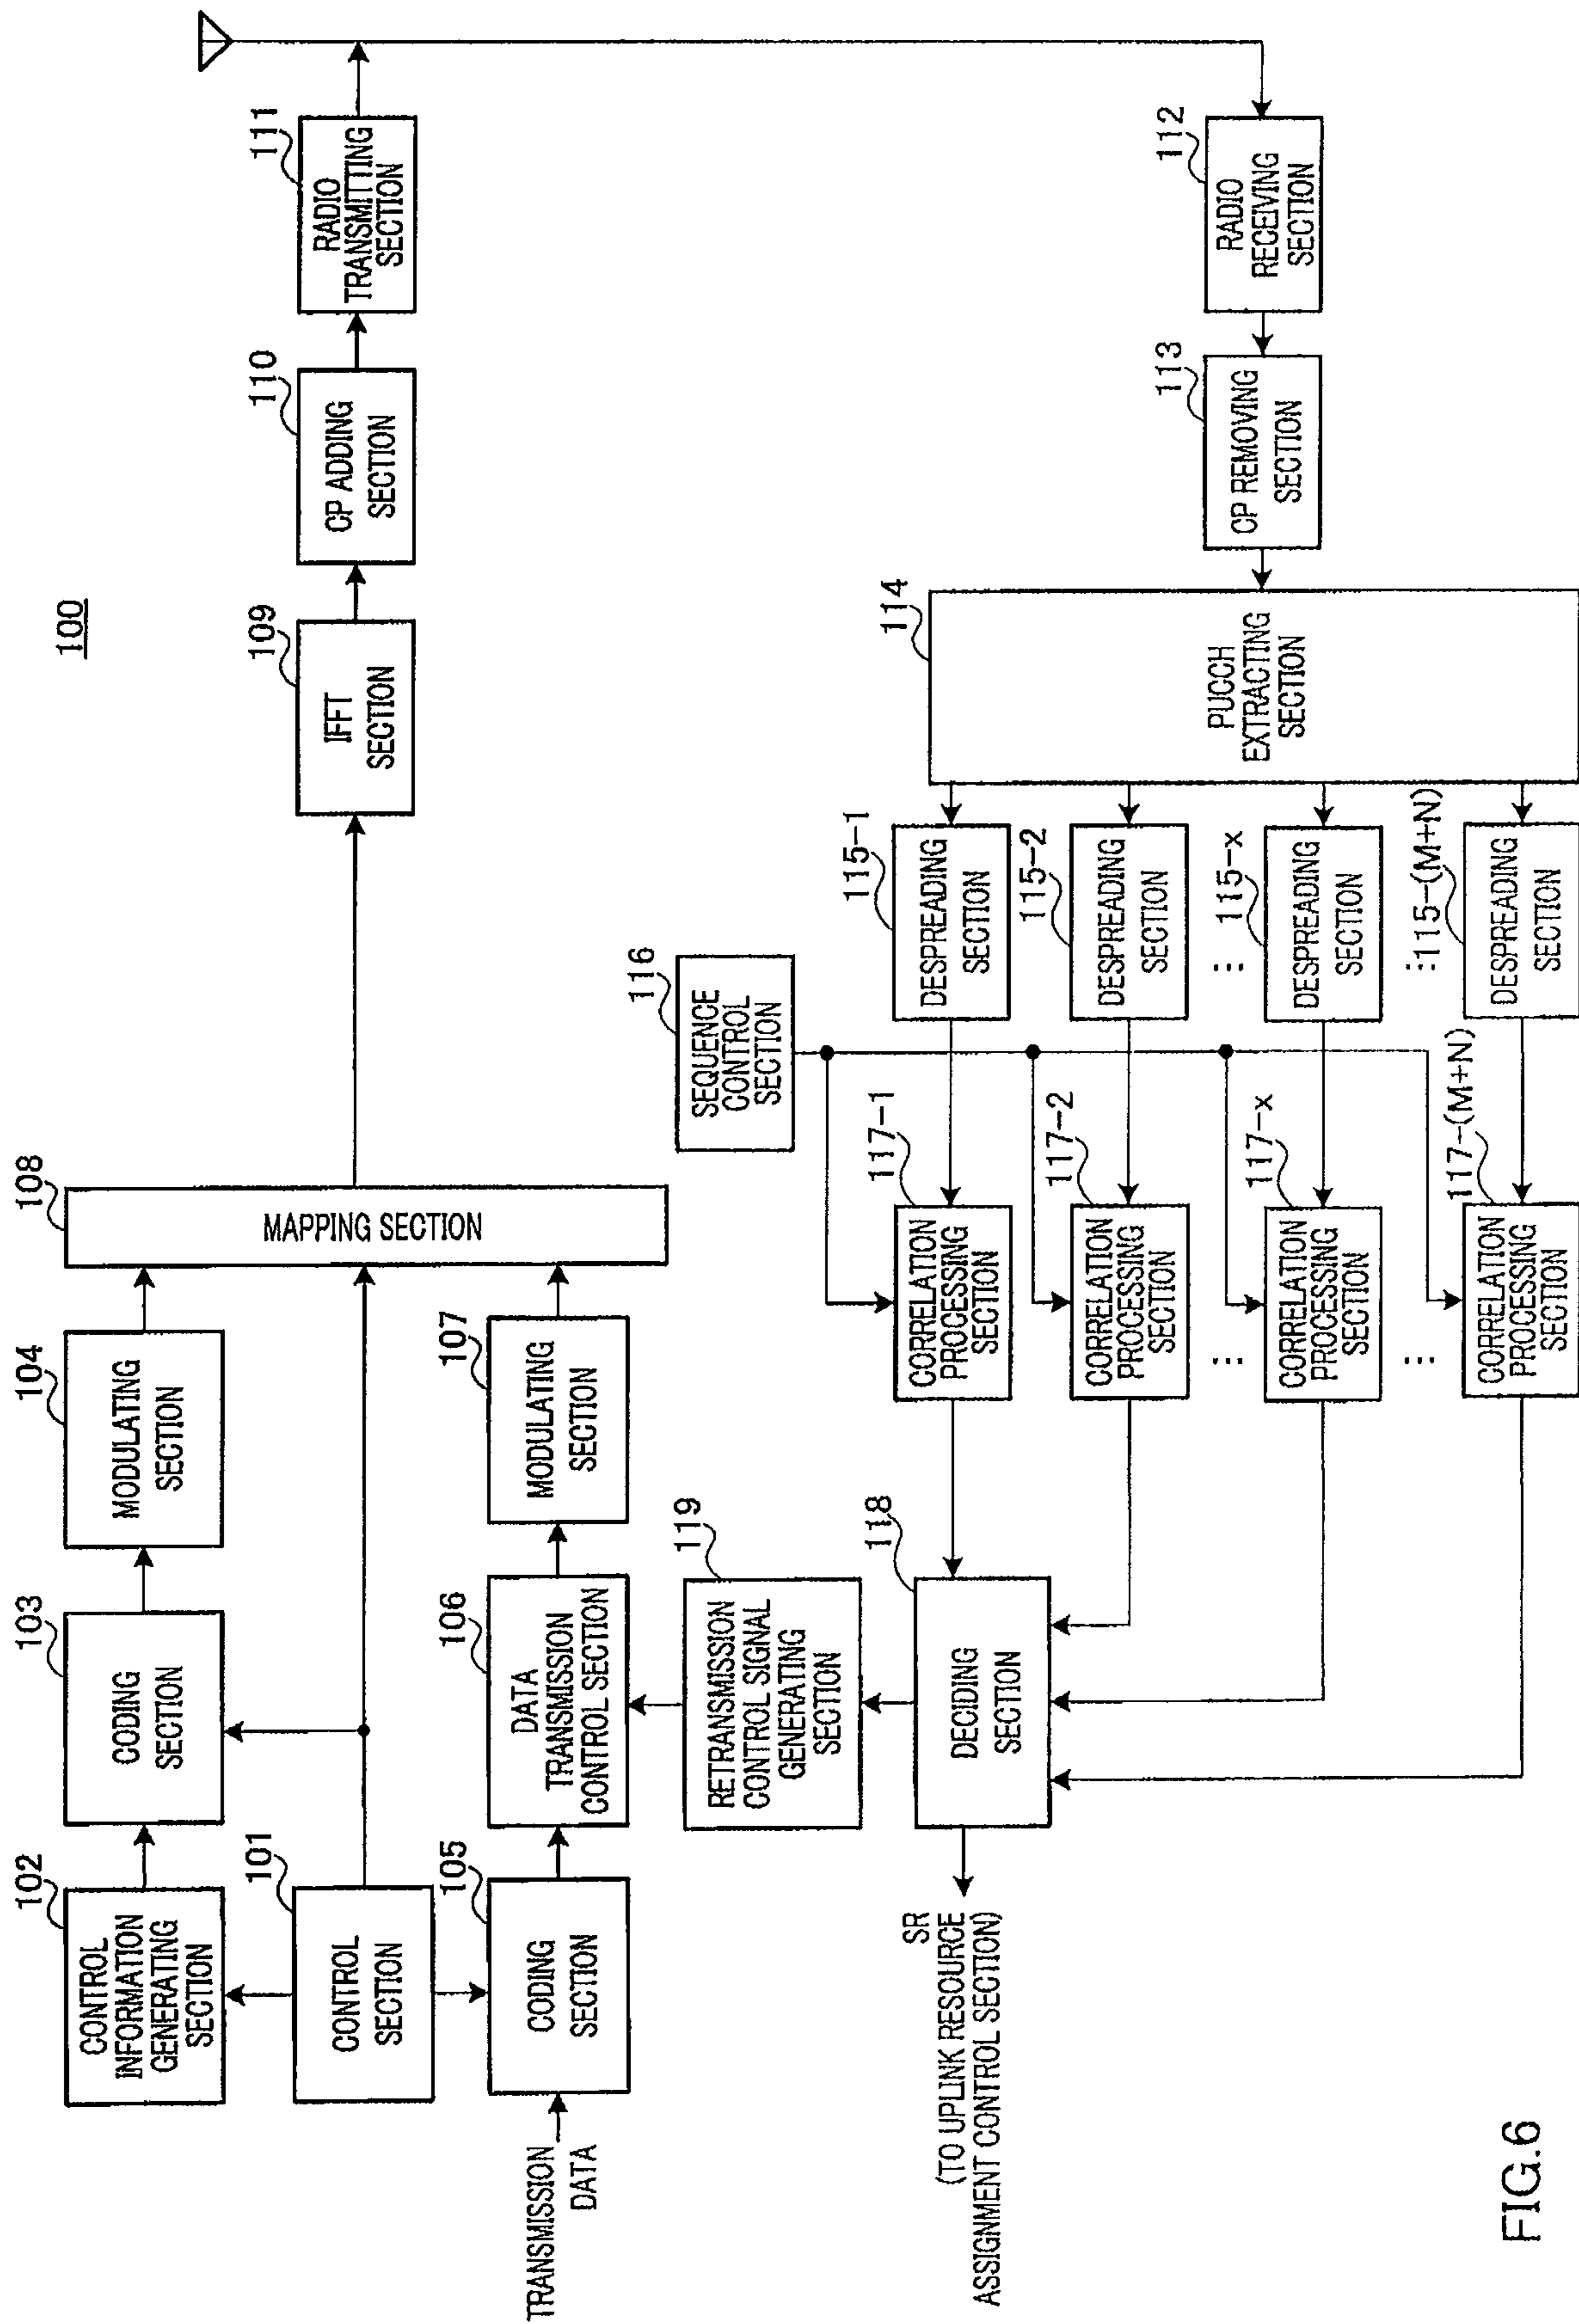 100
102
CONTROL
INFORMATION
GENERATING
SECTION
103
CODING
SECTION
104
MODULATING
SECTION
108
MAPPING SECTION
109
IFFT
SECTION
110
CP ADDING
SECTION
111
RADIO
TRANSMITTING
SECTION
101
CONTROL
SECTION
TRANSMISSION
DATA
105
CODING
SECTION
106
DATA
TRANSMISSION
CONTROL SECTION
107
MODULATING
SECTION
119
RETRANSMISSION
CONTROL SIGNAL
GENERATING
SECTION
116
SEQUENCE
CONTROL
SECTION
SR
(TO UPLINK RESOURCE
ASSIGNMENT CONTROL SECTION)
118
DECIDING
SECTION
117-1
CORRELATION
PROCESSING
SECTION
115-1
DESPREADING
SECTION
114
PUCCH
EXTRACTING
SECTION
113
CP REMOVING
SECTION
112
RADIO
RECEIVING
SECTION
117-2
CORRELATION
PROCESSING
SECTION
115-2
DESPREADING
SECTION
...
...
117-x
CORRELATION
PROCESSING
SECTION
115-x
DESPREADING
SECTION
...
...
117-(M+N)
CORRELATION
PROCESSING
SECTION
115-(M+N)
DESPREADING
SECTION
FIG.6